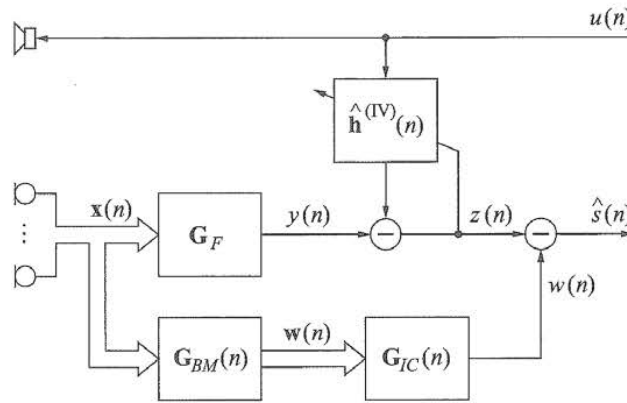 u(n)
ĥ^(IV)(n)
x(n)
G_F
y(n)
z(n)
ŝ(n)
w(n)
G_BM(n)
w(n)
G_IC(n)